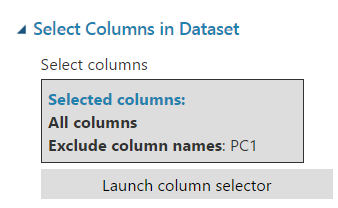 Select Columns in Dataset
Select columns
Selected columns:
All columns
Exclude column names: PC1
Launch column selector